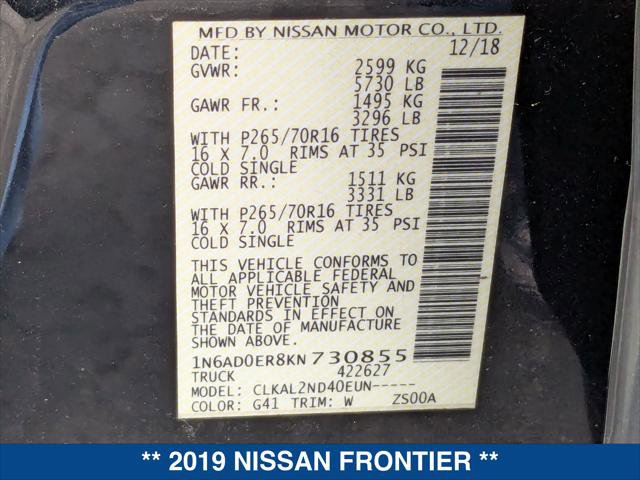 MFD BY NISSAN MOTOR CO., LTD.
DATE: 12/18
GVWR: 2599 KG
5730 LB
GAWR FR.: 1495 KG
3296 LB
WITH P265/70R16 TIRES
16 X 7.0 RIMS AT 35 PSI
COLD SINGLE
GAWR RR.: 1511 KG
3331 LB
WITH P265/70R16 TIRES
16 X 7.0 RIMS AT 35 PSI
COLD SINGLE
THIS VEHICLE CONFORMS TO
ALL APPLICABLE FEDERAL
MOTOR VEHICLE SAFETY AND
THEFT PREVENTION
STANDARDS IN EFFECT ON
THE DATE OF MANUFACTURE
SHOWN ABOVE.
1N6AD0ER8KN730855
TRUCK 422627
MODEL: CLKAL2ND40EUN-----
COLOR: G41 TRIM: W ZS00A
** 2019 NISSAN FRONTIER **